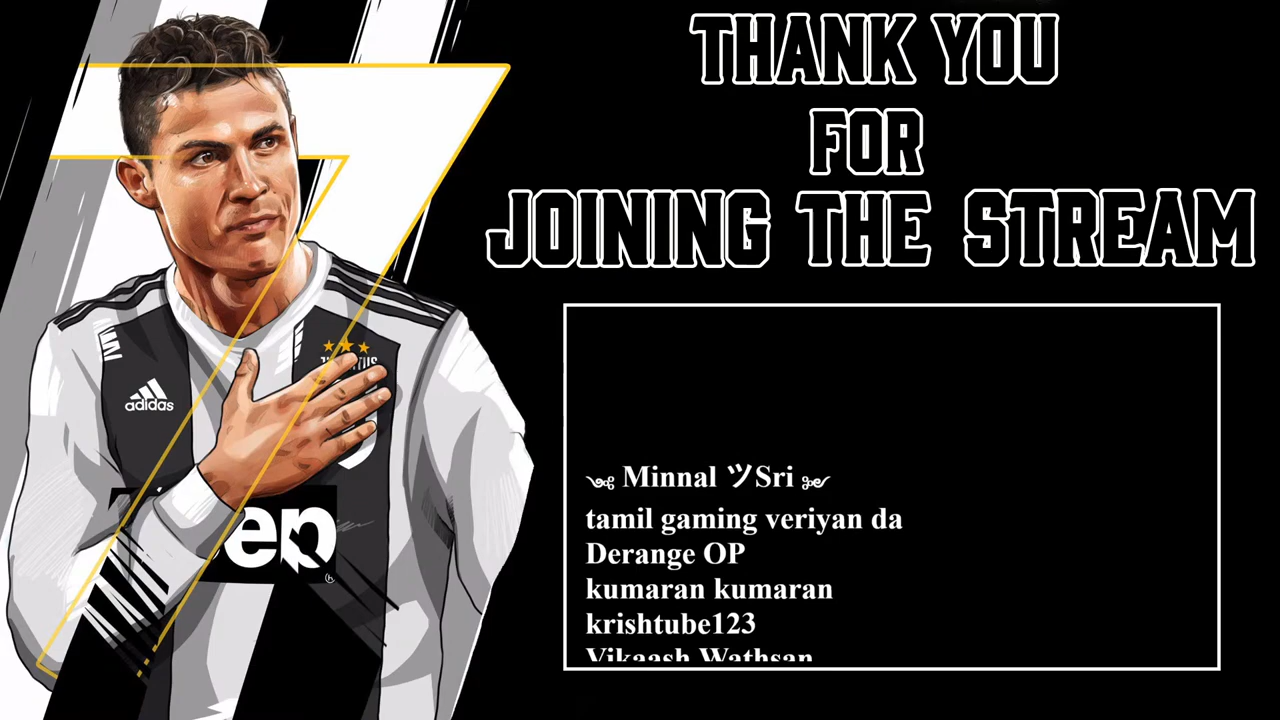 THANK YOU
FOR
JOINING THE STREAM
adidas
Jeep
༺ Minnal ツSri ༻
tamil gaming veriyan da
Derange OP
kumaran kumaran
krishtube123
Vikaash Wathsan